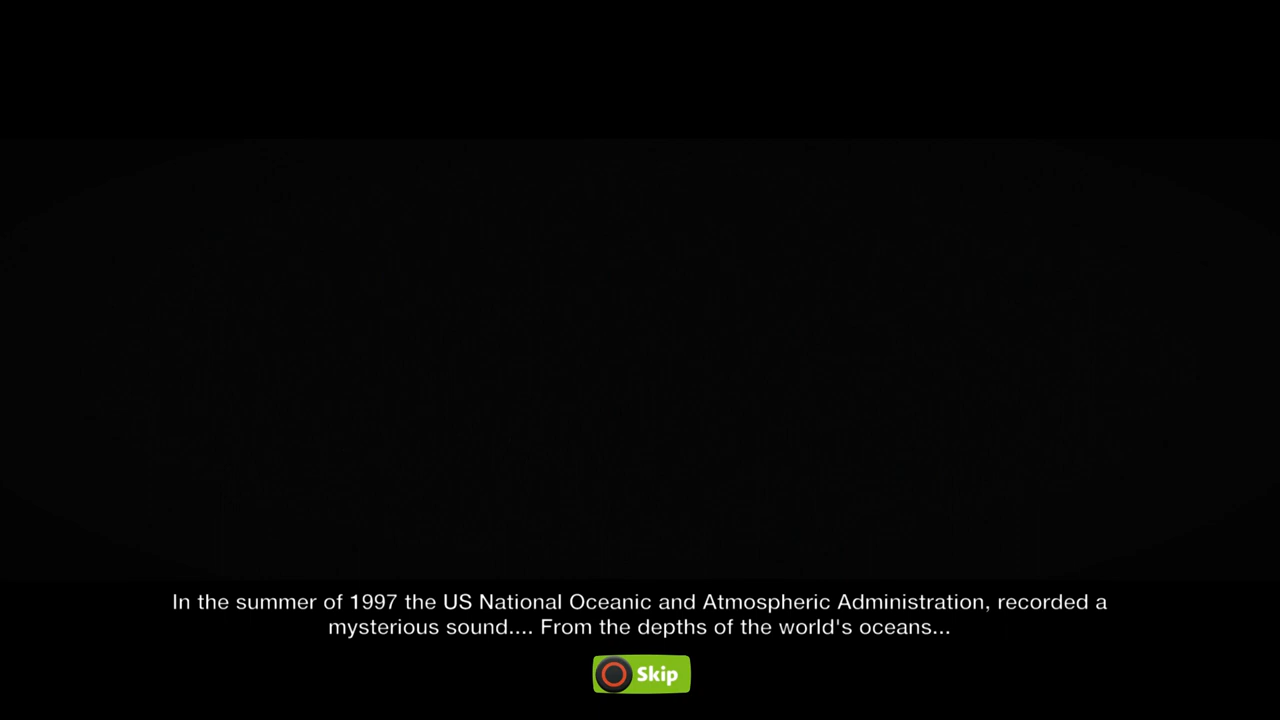 In the summer of 1997 the US National Oceanic and Atmospheric Administration, recorded a
mysterious sound.... From the depths of the world's oceans...
Skip